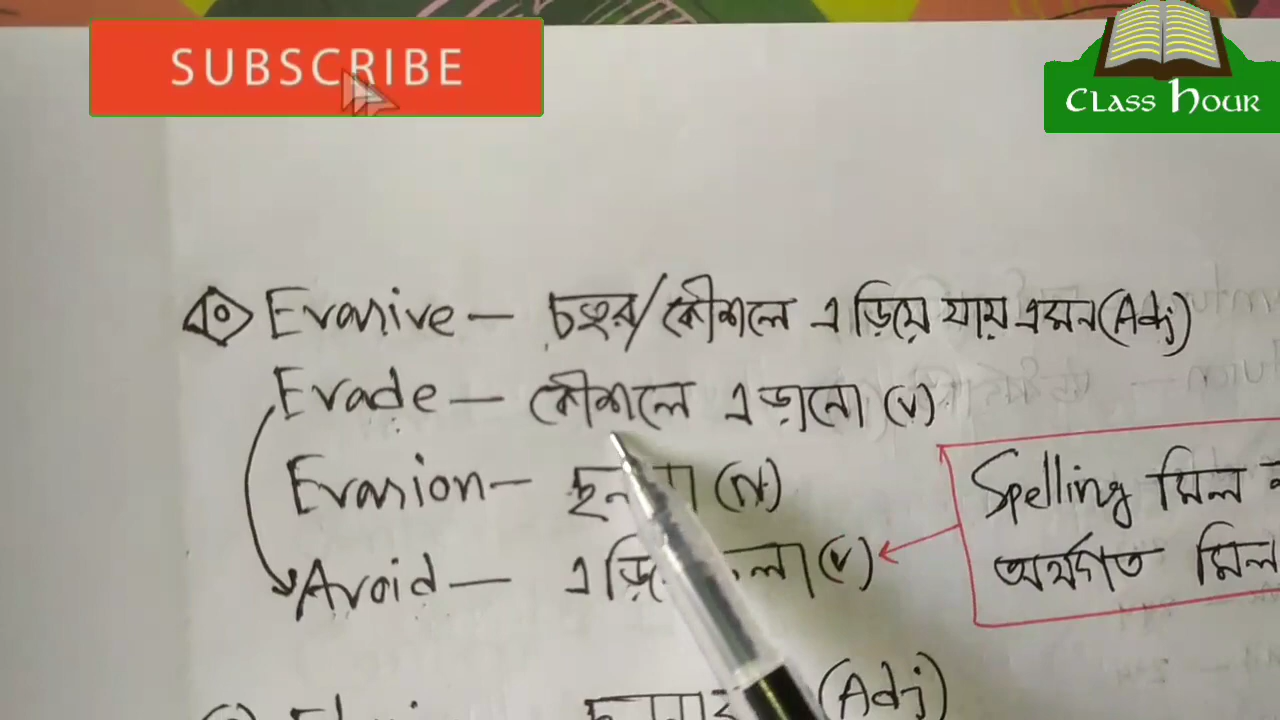 SUBSCRIBE
CLASS HOUR
Evasive — চতুর/কৌশলে এড়িয়ে যায় এমন (Adj)
Evade — কৌশলে এড়ানো (v)
Evasion — (N)
Avoid — (v)
Spelling মিল
অর্থগত মিল
(Adj)